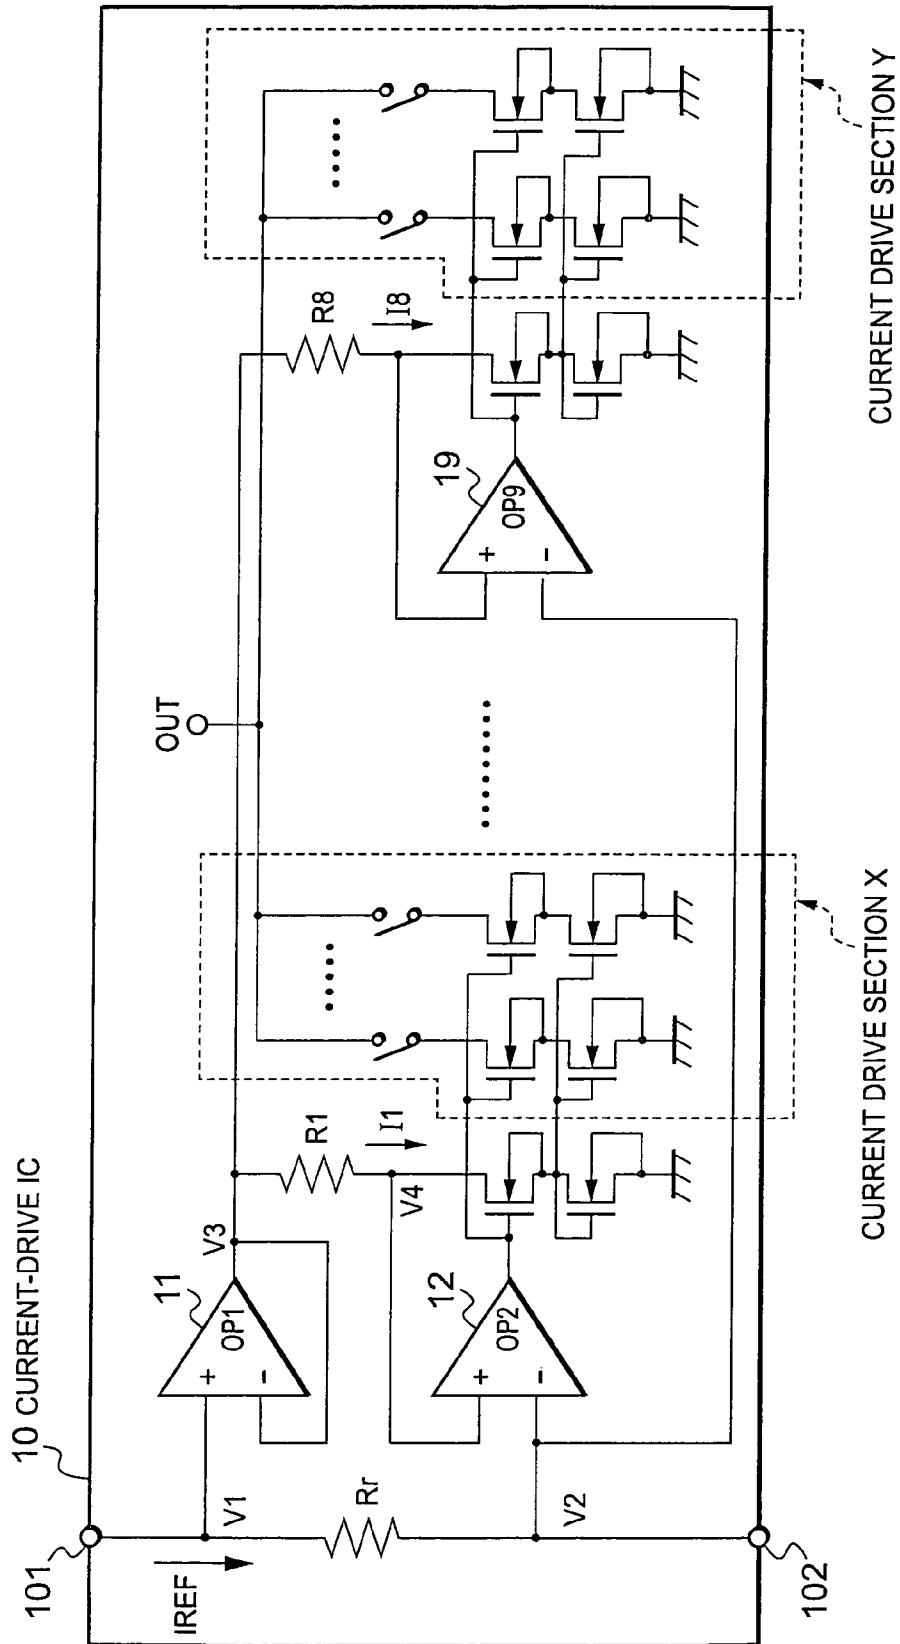 10 CURRENT-DRIVE IC
101
IREF
V1
Rr
V2
102
11
OP1
+
-
V3
R1
I1
V4
12
OP2
+
-
CURRENT DRIVE SECTION X
OUT
19
OP9
+
-
R8
I8
CURRENT DRIVE SECTION Y